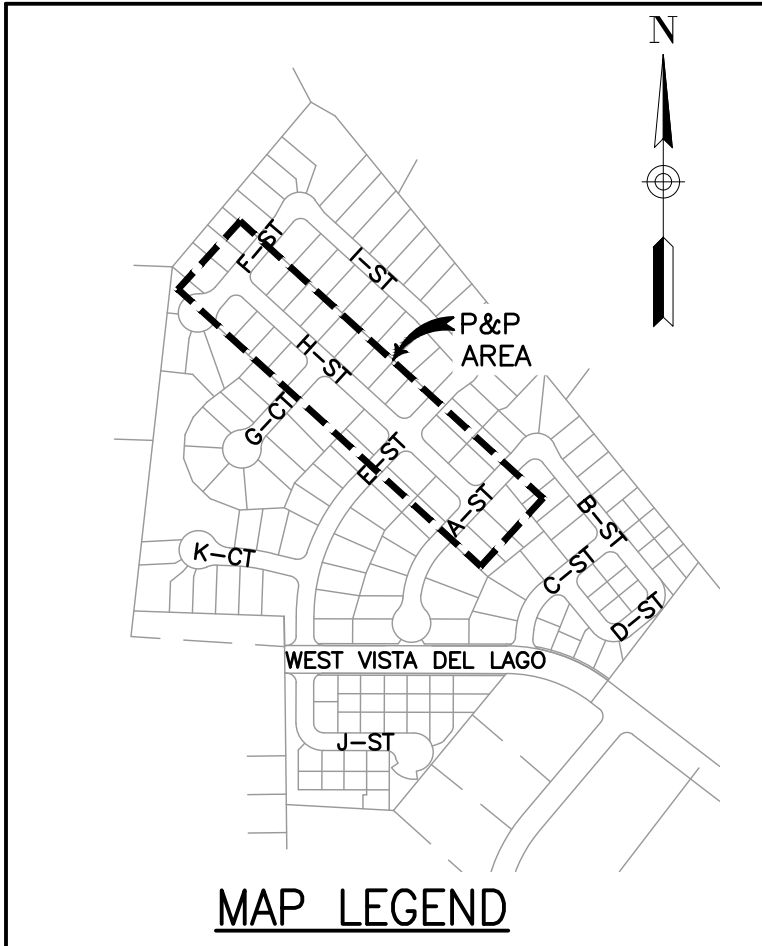 N
F-ST
I-ST
P&P
AREA
H-ST
G-CT
E-ST
A-ST
B-ST
K-CT
C-ST
D-ST
WEST VISTA DEL LAGO
J-ST
MAP LEGEND